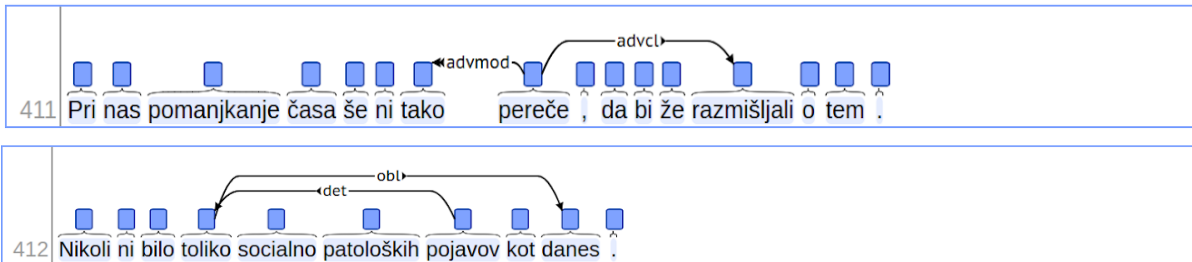 advcl
advmod
411 Pri nas pomanjkanje časa še ni tako pereče , da bi že razmišljali o tem .
obl
det
412 Nikoli ni bilo toliko socialno patoloških pojavov kot danes .